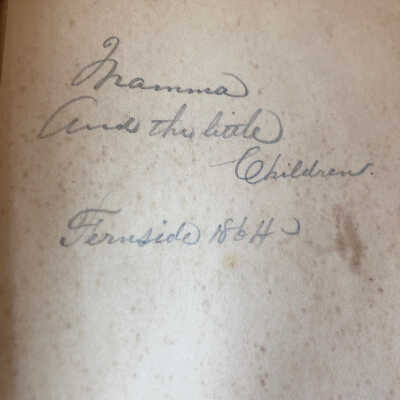 Mamma
And the little
Children.
Fernside 1864